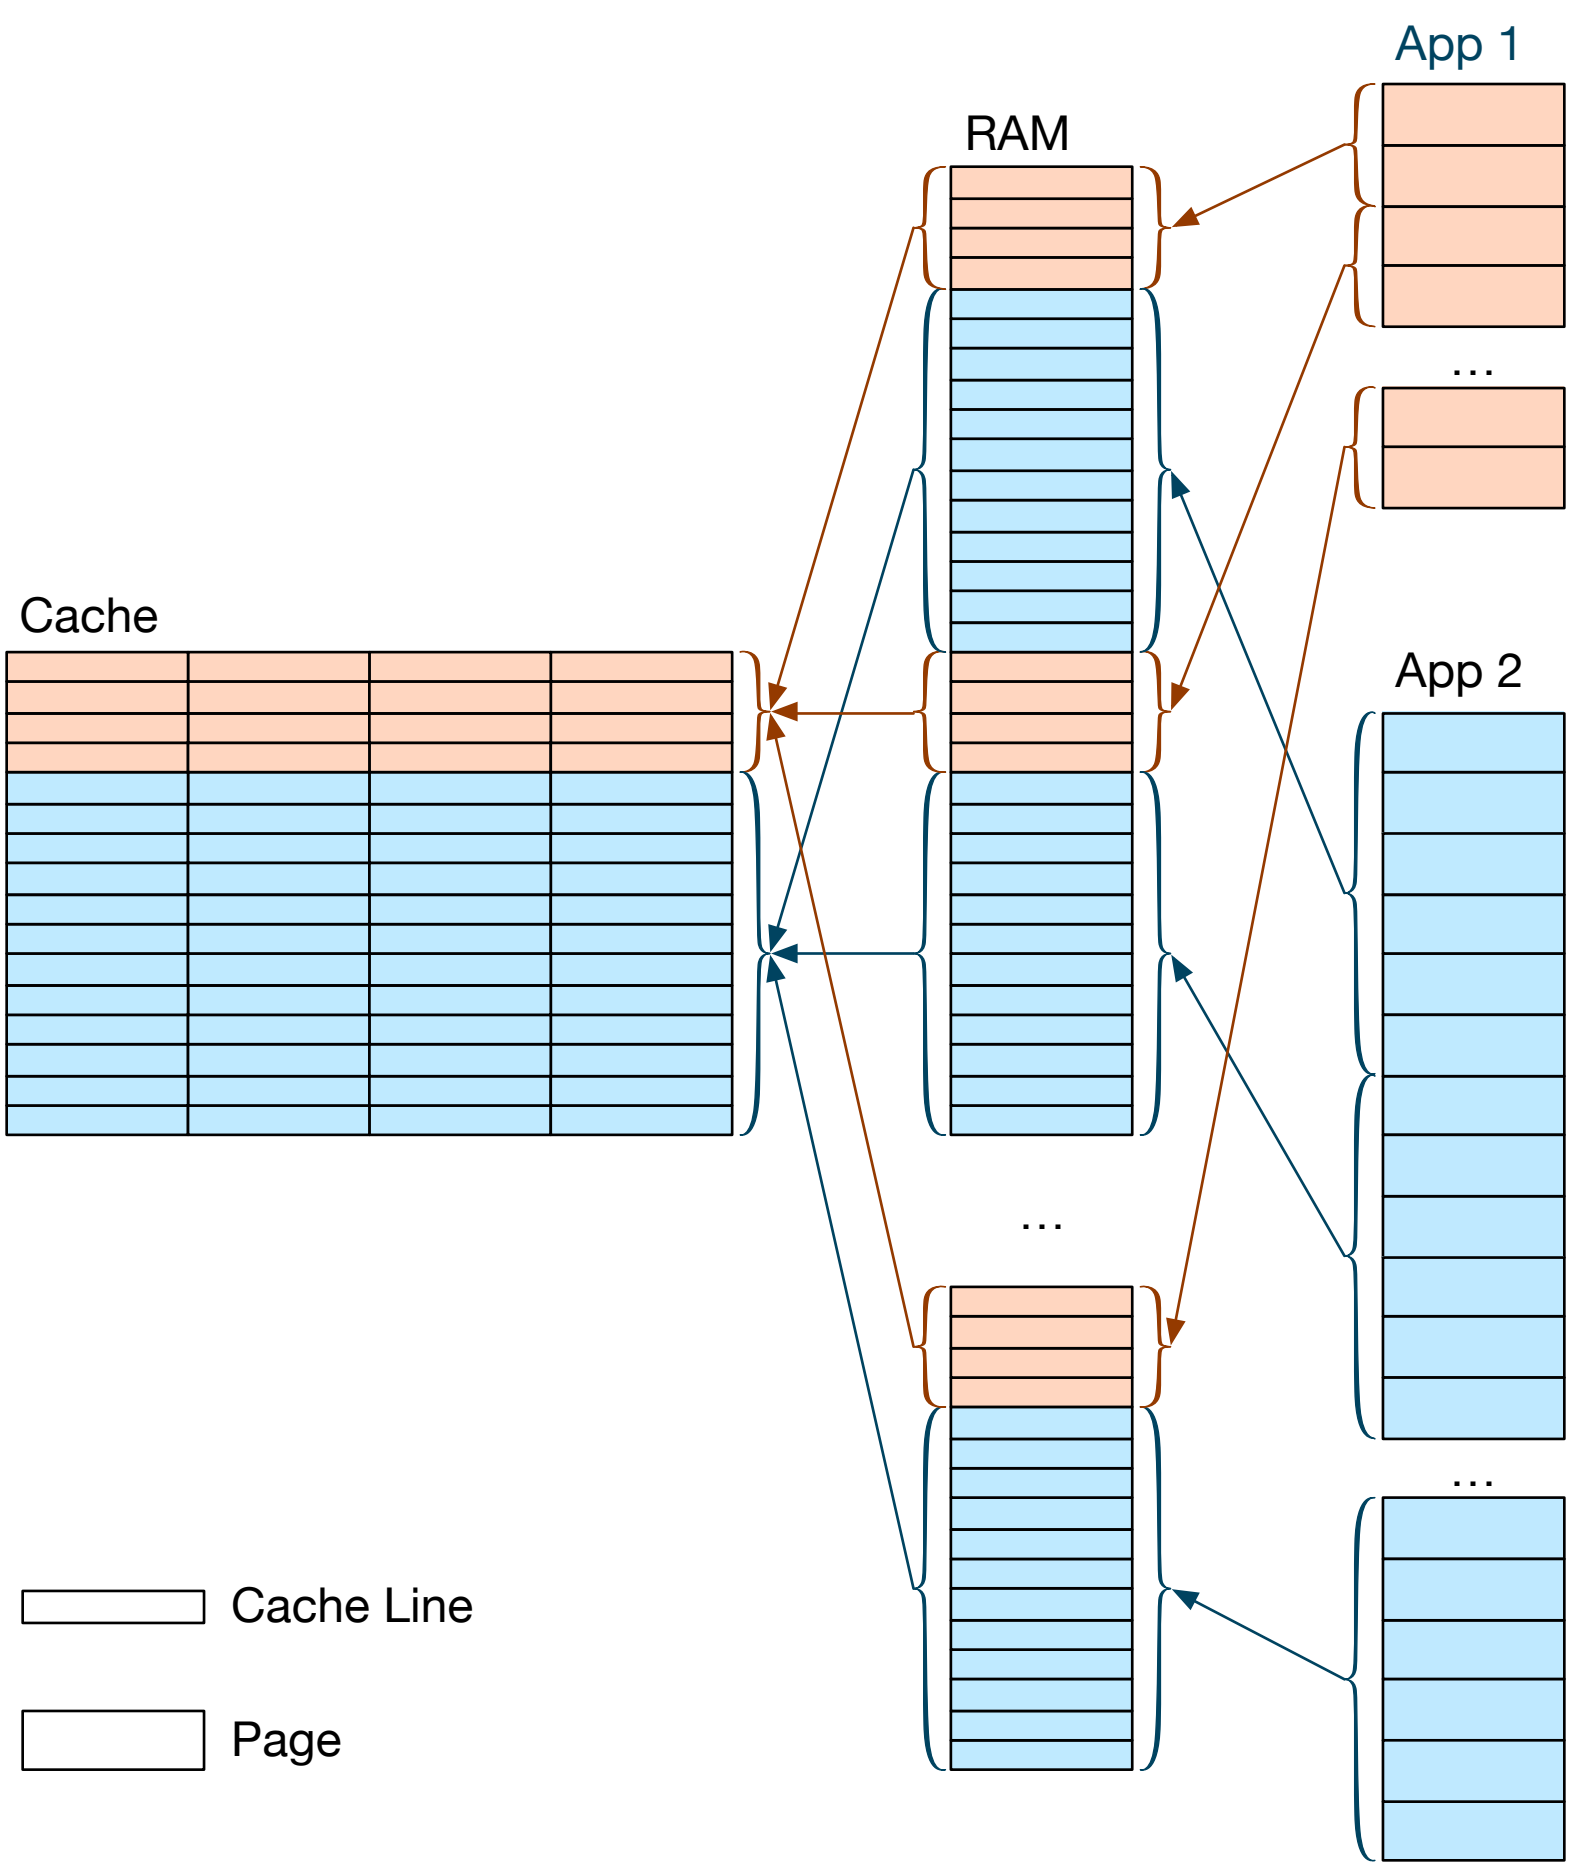 App 1
RAM
…
Cache
App 2
…
…
Cache Line
Page